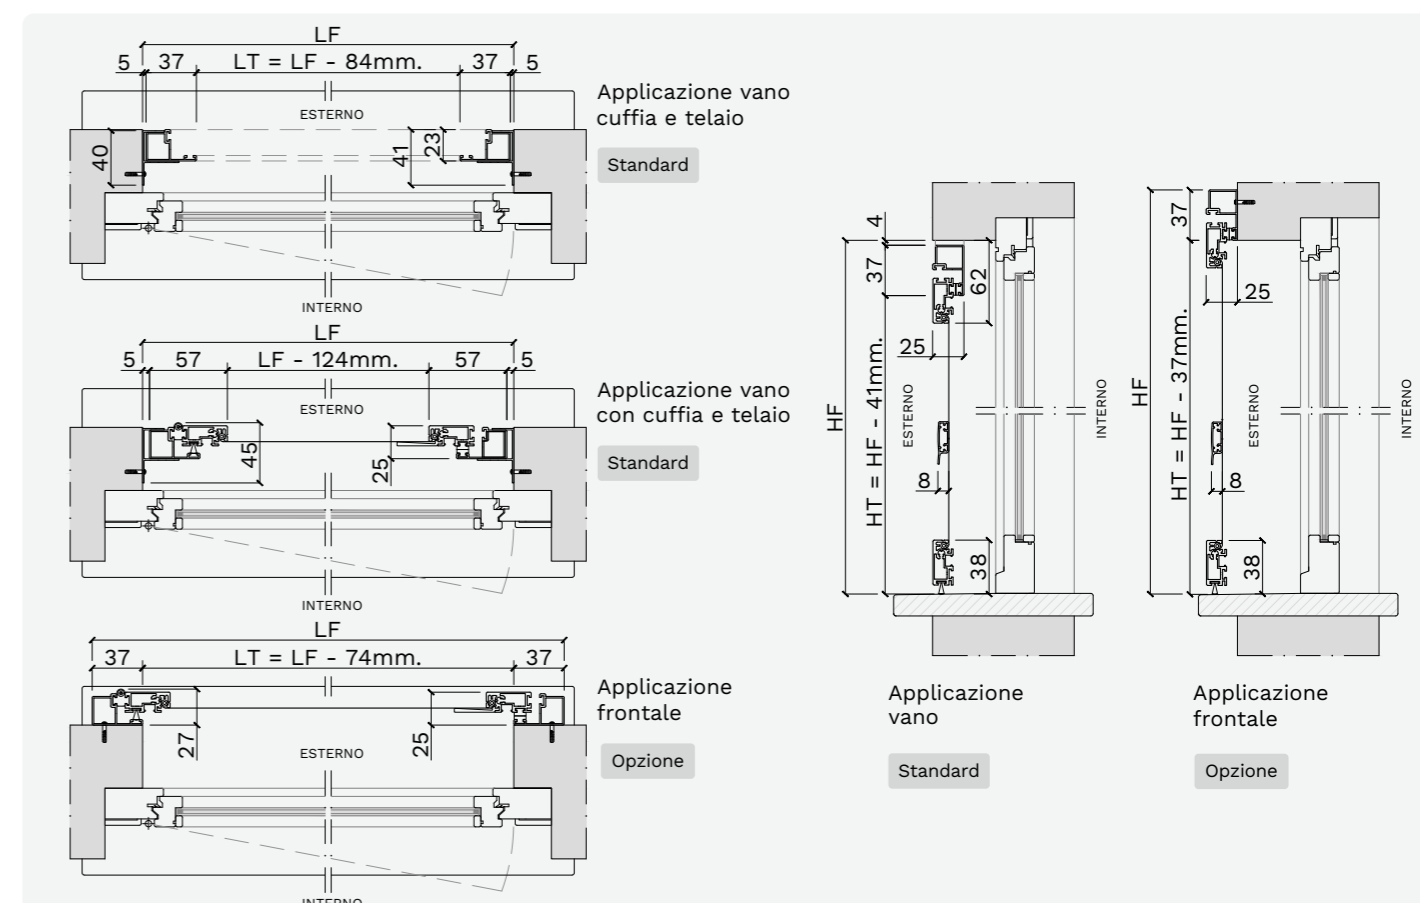 LF
5 37 LT = LF - 84mm. 37 5
ESTERNO
40 41 23
INTERNO
Applicazione vano
cuffia e telaio
Standard
LF
5 57 LF - 124mm. 57 5
ESTERNO
45 25
INTERNO
Applicazione vano
con cuffia e telaio
Standard
LF
37 LT = LF - 74mm. 37
27 25
ESTERNO
INTERNO
Applicazione
frontale
Opzione
4
37
62
25
HF
HT = HF - 41mm.
ESTERNO
INTERNO
8
38
Applicazione
vano
Standard
37
25
HF
HT = HF - 37mm.
ESTERNO
INTERNO
8
38
Applicazione
frontale
Opzione